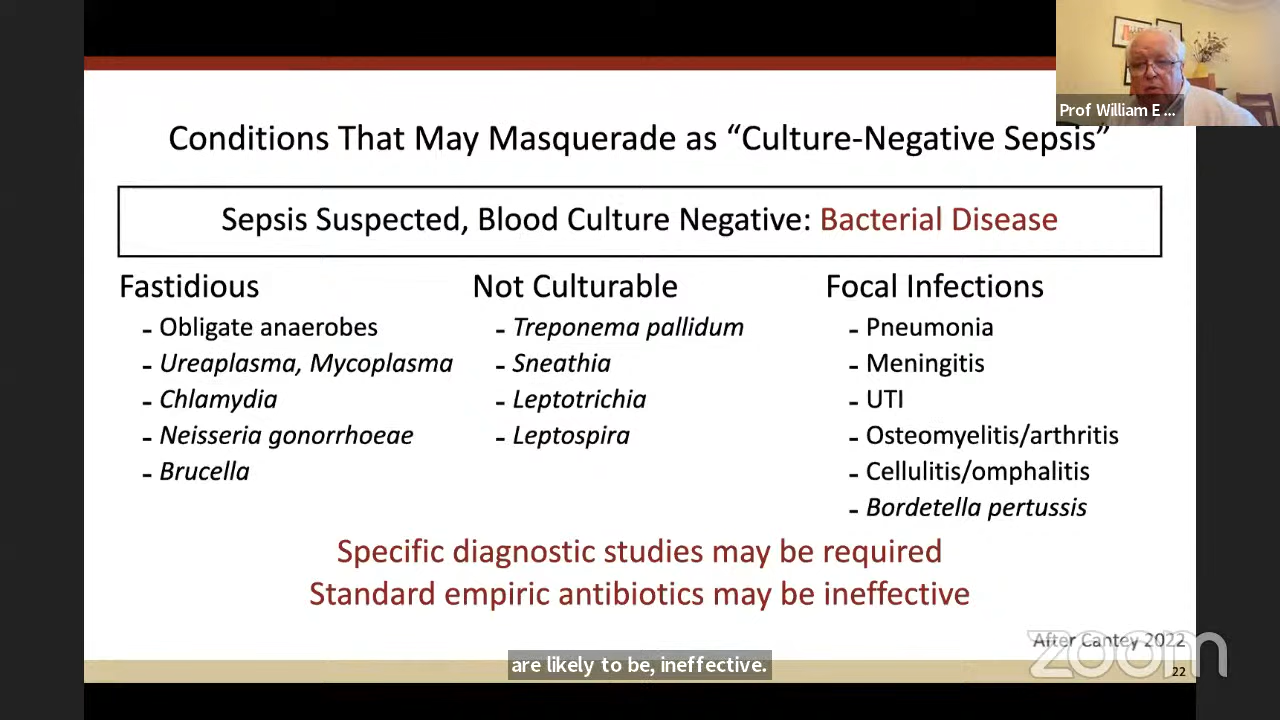 Prof William E ...
Conditions That May Masquerade as “Culture-Negative Sepsis”
Sepsis Suspected, Blood Culture Negative: Bacterial Disease
Fastidious
- Obligate anaerobes
- Ureaplasma, Mycoplasma
- Chlamydia
- Neisseria gonorrhoeae
- Brucella
Not Culturable
- Treponema pallidum
- Sneathia
- Leptotrichia
- Leptospira
Focal Infections
- Pneumonia
- Meningitis
- UTI
- Osteomyelitis/arthritis
- Cellulitis/omphalitis
- Bordetella pertussis
Specific diagnostic studies may be required
Standard empiric antibiotics may be ineffective
After Cantey 2022
zoom
are likely to be, ineffective.
22